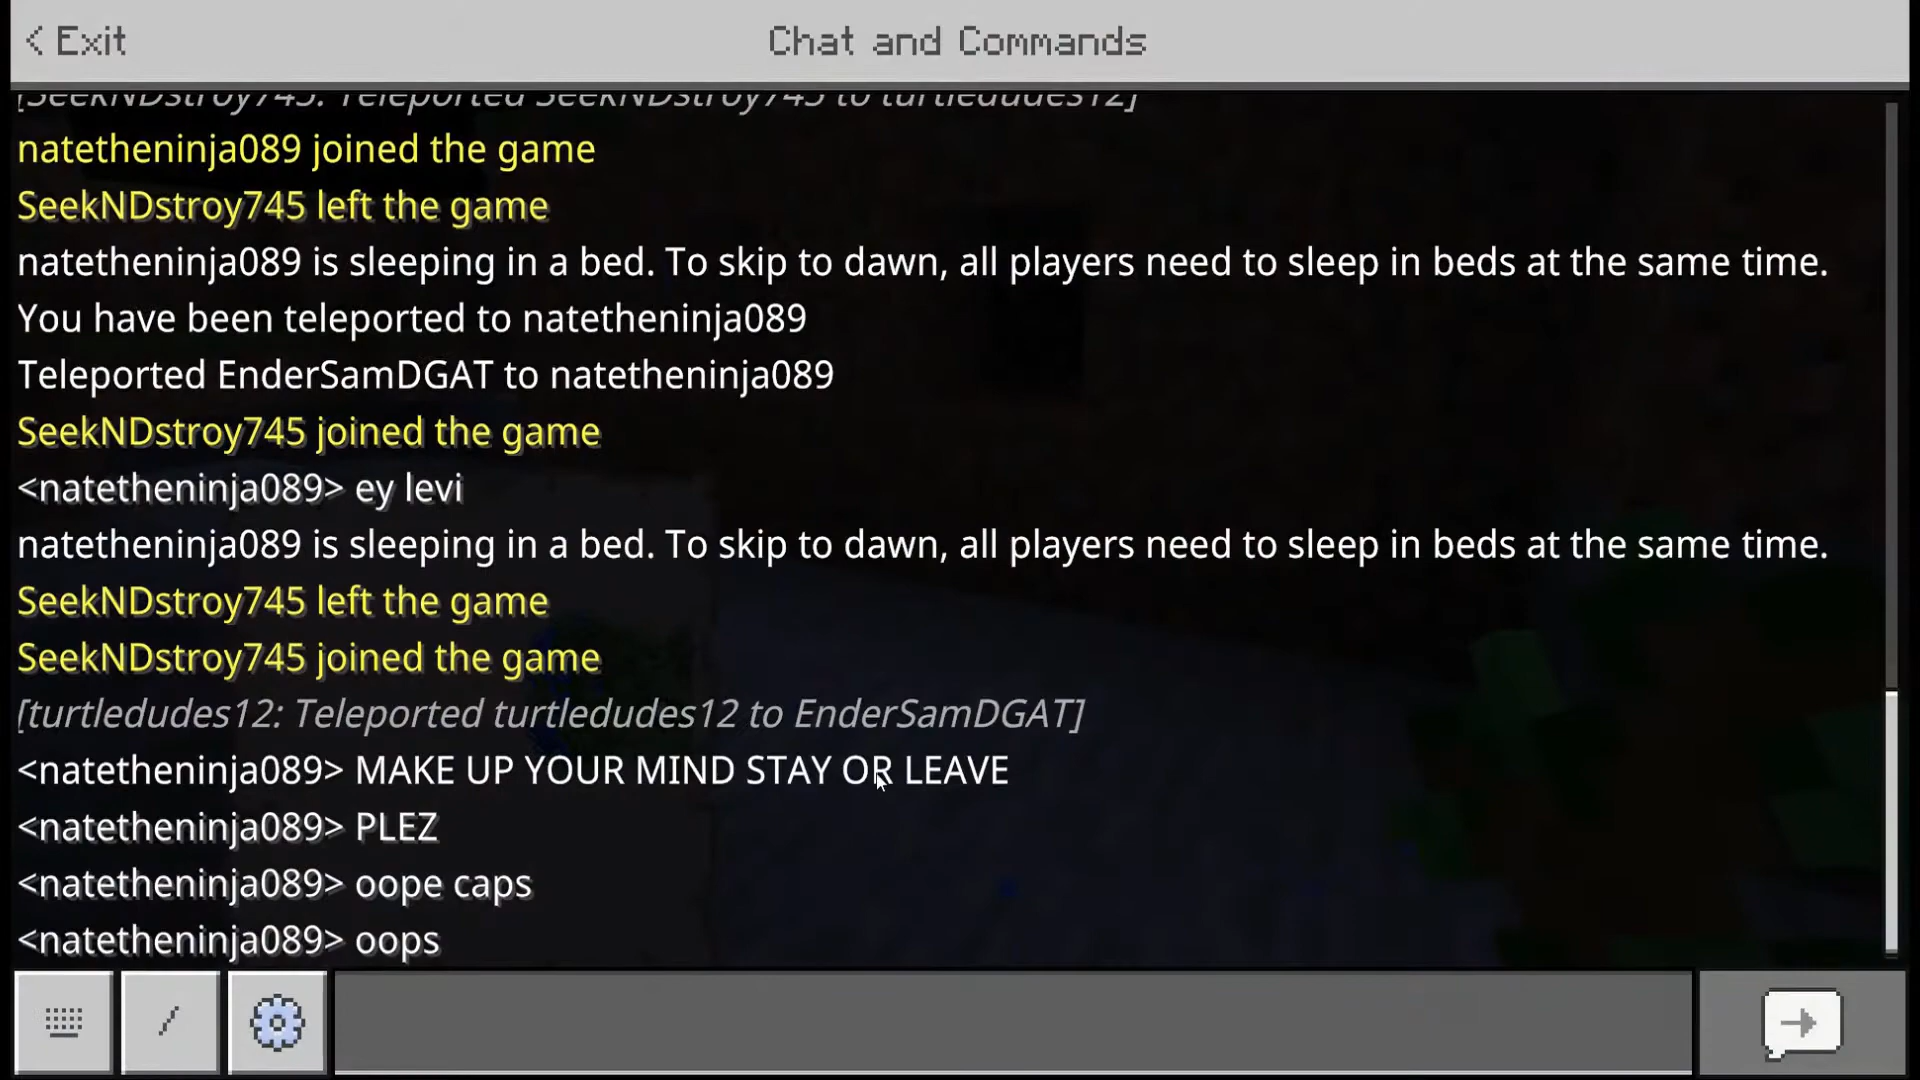 < Exit
Chat and Commands
[SeekNDstroy745: Teleported SeekNDstroy745 to turtledudes12]
natetheninja089 joined the game
SeekNDstroy745 left the game
natetheninja089 is sleeping in a bed. To skip to dawn, all players need to sleep in beds at the same time.
You have been teleported to natetheninja089
Teleported EnderSamDGAT to natetheninja089
SeekNDstroy745 joined the game
<natetheninja089> ey levi
natetheninja089 is sleeping in a bed. To skip to dawn, all players need to sleep in beds at the same time.
SeekNDstroy745 left the game
SeekNDstroy745 joined the game
[turtledudes12: Teleported turtledudes12 to EnderSamDGAT]
<natetheninja089> MAKE UP YOUR MIND STAY OR LEAVE
<natetheninja089> PLEZ
<natetheninja089> oope caps
<natetheninja089> oops
/